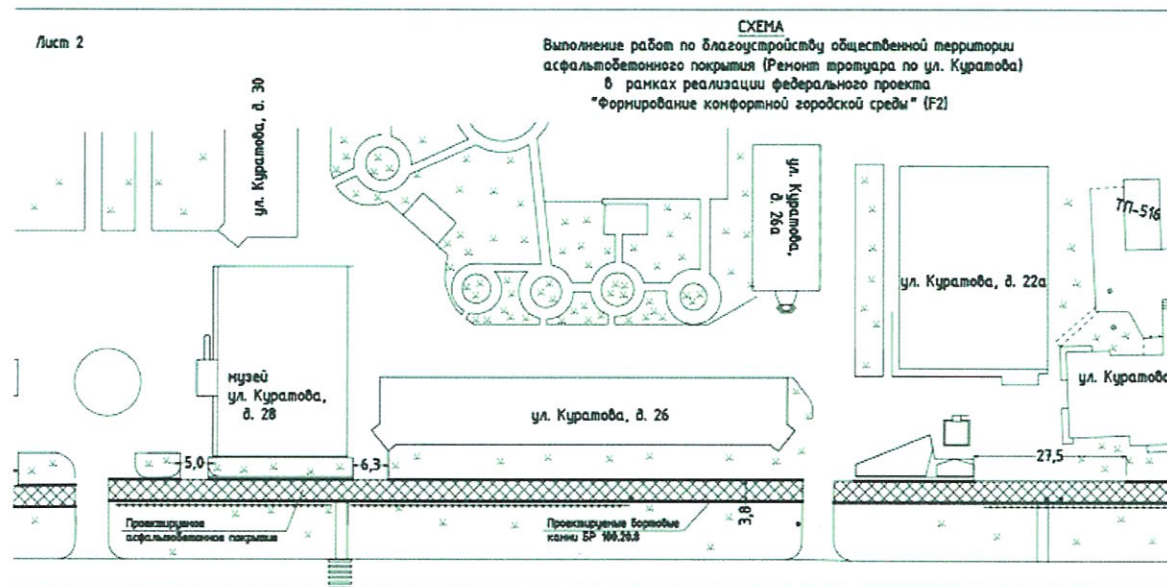 Лист 2
СХЕМА
Выполнение работ по благоустройству общественной территории
асфальтобетонного покрытия (Ремонт тротуара по ул. Куратова)
в рамках реализации федерального проекта
"Формирование комфортной городской среды" (F2)
ул. Куратова, д. 30
ул. Куратова,
д. 26а
ТП-516
ул. Куратова, д. 22а
музей
ул. Куратова,
д. 28
ул. Куратова, д. 26
ул. Куратова
5,0
6,3
27,5
3,8
Проектируемое
асфальтобетонное покрытие
Проектируемые бортовые
камни БР 100.20.8